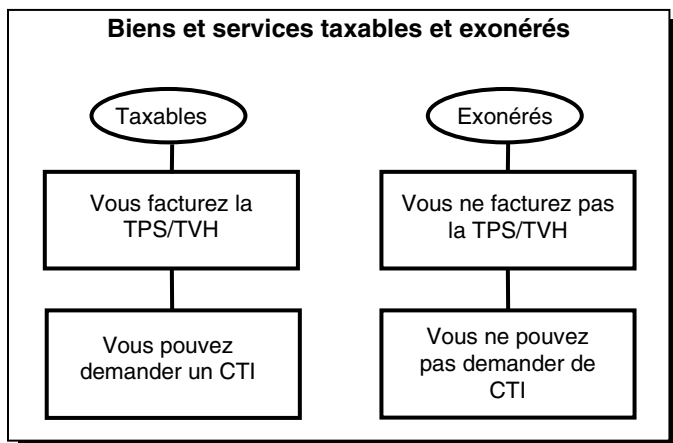 Biens et services taxables et exonérés
Taxables
Vous facturez la
TPS/TVH
Vous pouvez
demander un CTI
Exonérés
Vous ne facturez pas
la TPS/TVH
Vous ne pouvez
pas demander de
CTI